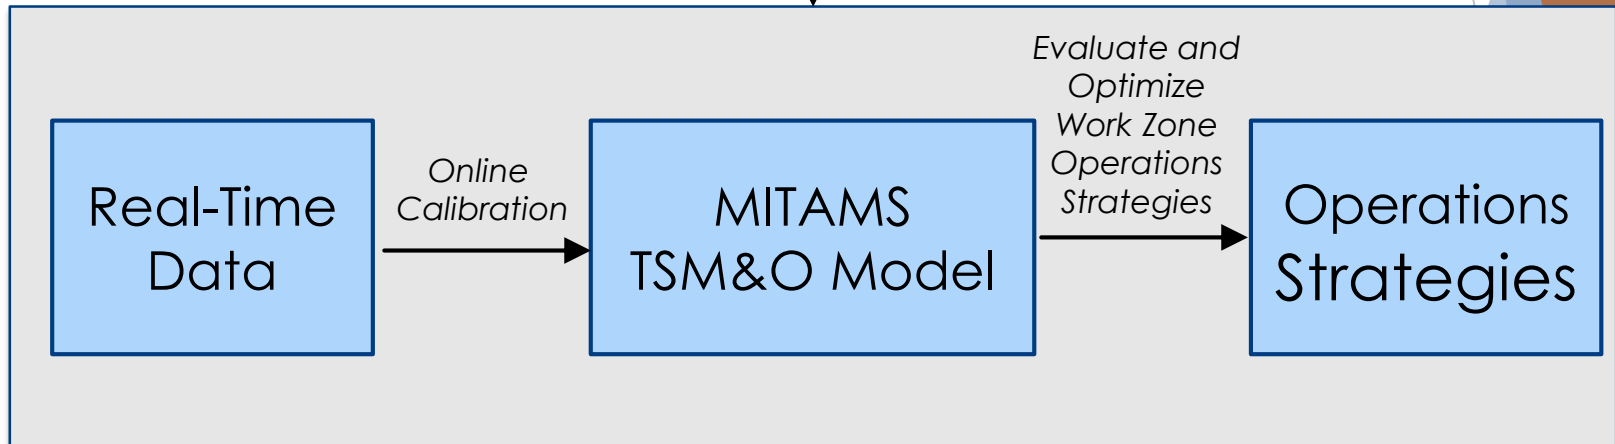 Real-Time
Data
Online
Calibration
MITAMS
TSM&O Model
Evaluate and
Optimize
Work Zone
Operations
Strategies
Operations
Strategies